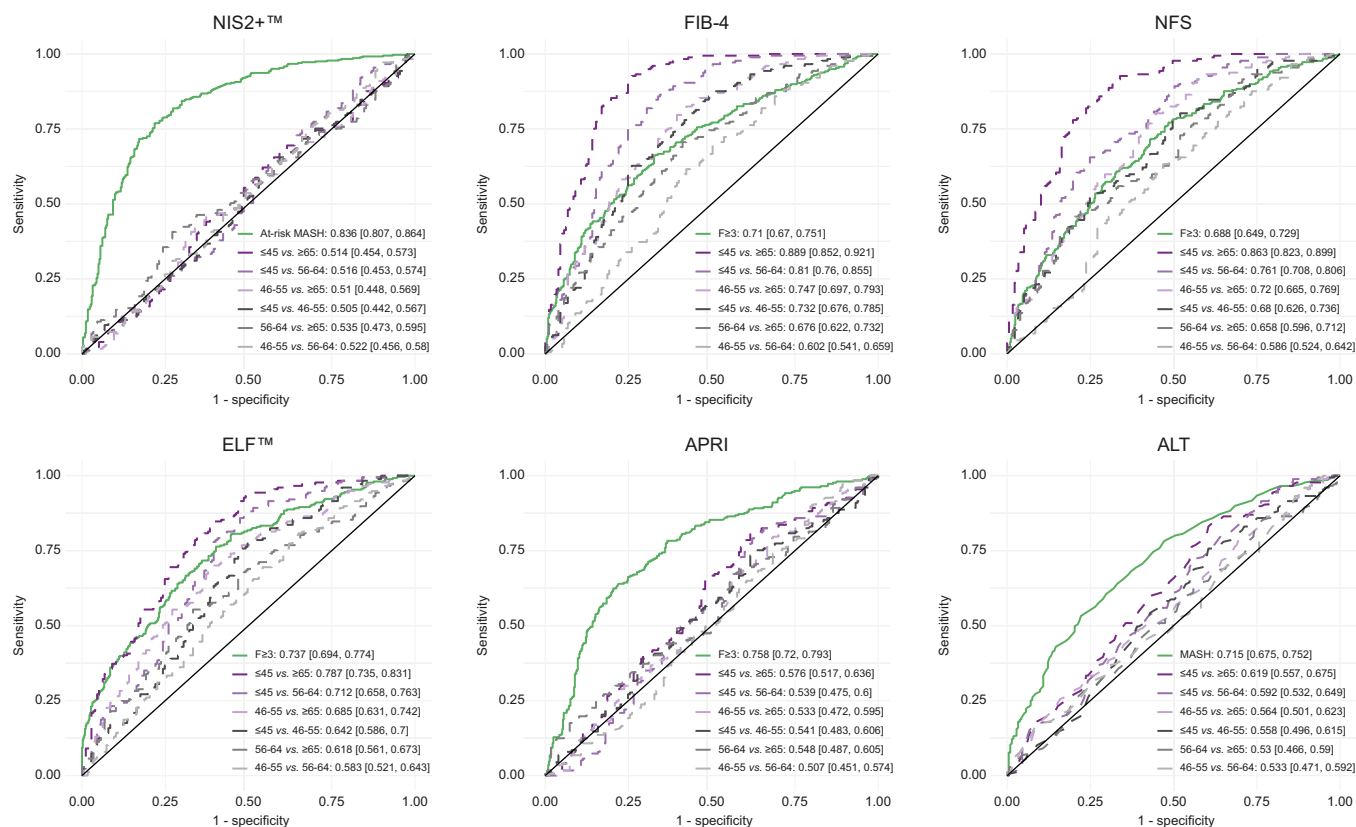 NIS2+™
1.00
0.75
0.50
0.25
0.00
Sensitivity
At-risk MASH: 0.836 [0.807, 0.864]
≤45 vs. ≥65: 0.514 [0.454, 0.573]
≤45 vs. 56-64: 0.516 [0.453, 0.574]
46-55 vs. ≥65: 0.51 [0.448, 0.569]
≤45 vs. 46-55: 0.505 [0.442, 0.567]
56-64 vs. ≥65: 0.535 [0.473, 0.595]
46-55 vs. 56-64: 0.522 [0.456, 0.58]
0.00 0.25 0.50 0.75 1.00
1 - specificity
FIB-4
1.00
0.75
0.50
0.25
0.00
Sensitivity
F≥3: 0.71 [0.67, 0.751]
≤45 vs. ≥65: 0.889 [0.852, 0.921]
≤45 vs. 56-64: 0.81 [0.76, 0.855]
46-55 vs. ≥65: 0.747 [0.697, 0.793]
≤45 vs. 46-55: 0.732 [0.676, 0.785]
56-64 vs. ≥65: 0.676 [0.622, 0.732]
46-55 vs. 56-64: 0.602 [0.541, 0.659]
0.00 0.25 0.50 0.75 1.00
1 - specificity
NFS
1.00
0.75
0.50
0.25
0.00
Sensitivity
F≥3: 0.688 [0.649, 0.729]
≤45 vs. ≥65: 0.863 [0.823, 0.899]
≤45 vs. 56-64: 0.761 [0.708, 0.806]
46-55 vs. ≥65: 0.72 [0.665, 0.769]
≤45 vs. 46-55: 0.68 [0.626, 0.736]
56-64 vs. ≥65: 0.658 [0.596, 0.712]
46-55 vs. 56-64: 0.586 [0.524, 0.642]
0.00 0.25 0.50 0.75 1.00
1 - specificity
ELF™
1.00
0.75
0.50
0.25
0.00
Sensitivity
F≥3: 0.737 [0.694, 0.774]
≤45 vs. ≥65: 0.787 [0.735, 0.831]
≤45 vs. 56-64: 0.712 [0.658, 0.763]
46-55 vs. ≥65: 0.685 [0.631, 0.742]
≤45 vs. 46-55: 0.642 [0.586, 0.7]
56-64 vs. ≥65: 0.618 [0.561, 0.673]
46-55 vs. 56-64: 0.583 [0.521, 0.643]
0.00 0.25 0.50 0.75 1.00
1 - specificity
APRI
1.00
0.75
0.50
0.25
0.00
Sensitivity
F≥3: 0.758 [0.72, 0.793]
≤45 vs. ≥65: 0.576 [0.517, 0.636]
≤45 vs. 56-64: 0.539 [0.475, 0.6]
46-55 vs. ≥65: 0.533 [0.472, 0.595]
≤45 vs. 46-55: 0.541 [0.483, 0.606]
56-64 vs. ≥65: 0.548 [0.487, 0.605]
46-55 vs. 56-64: 0.507 [0.451, 0.574]
0.00 0.25 0.50 0.75 1.00
1 - specificity
ALT
1.00
0.75
0.50
0.25
0.00
Sensitivity
MASH: 0.715 [0.675, 0.752]
≤45 vs. ≥65: 0.619 [0.557, 0.675]
≤45 vs. 56-64: 0.592 [0.532, 0.649]
46-55 vs. ≥65: 0.564 [0.501, 0.623]
≤45 vs. 46-55: 0.558 [0.496, 0.615]
56-64 vs. ≥65: 0.53 [0.466, 0.59]
46-55 vs. 56-64: 0.533 [0.471, 0.592]
0.00 0.25 0.50 0.75 1.00
1 - specificity